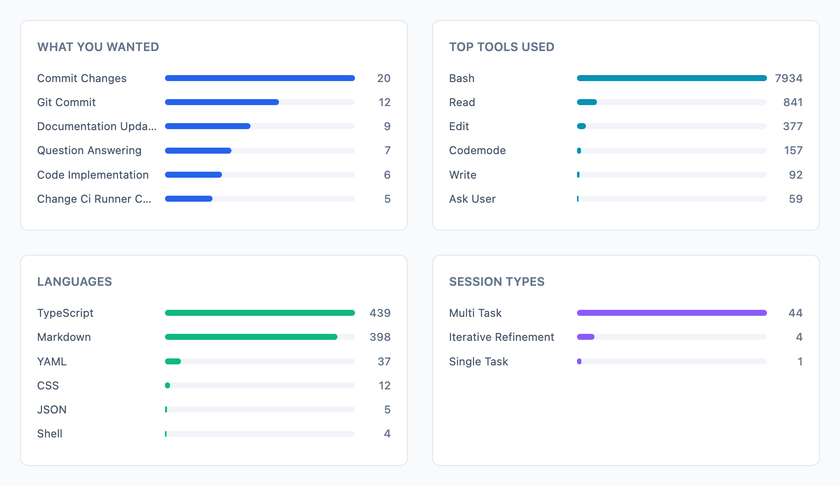 WHAT YOU WANTED
Commit Changes 20
Git Commit 12
Documentation Upda... 9
Question Answering 7
Code Implementation 6
Change Ci Runner C... 5
TOP TOOLS USED
Bash 7934
Read 841
Edit 377
Codemode 157
Write 92
Ask User 59
LANGUAGES
TypeScript 439
Markdown 398
YAML 37
CSS 12
JSON 5
Shell 4
SESSION TYPES
Multi Task 44
Iterative Refinement 4
Single Task 1